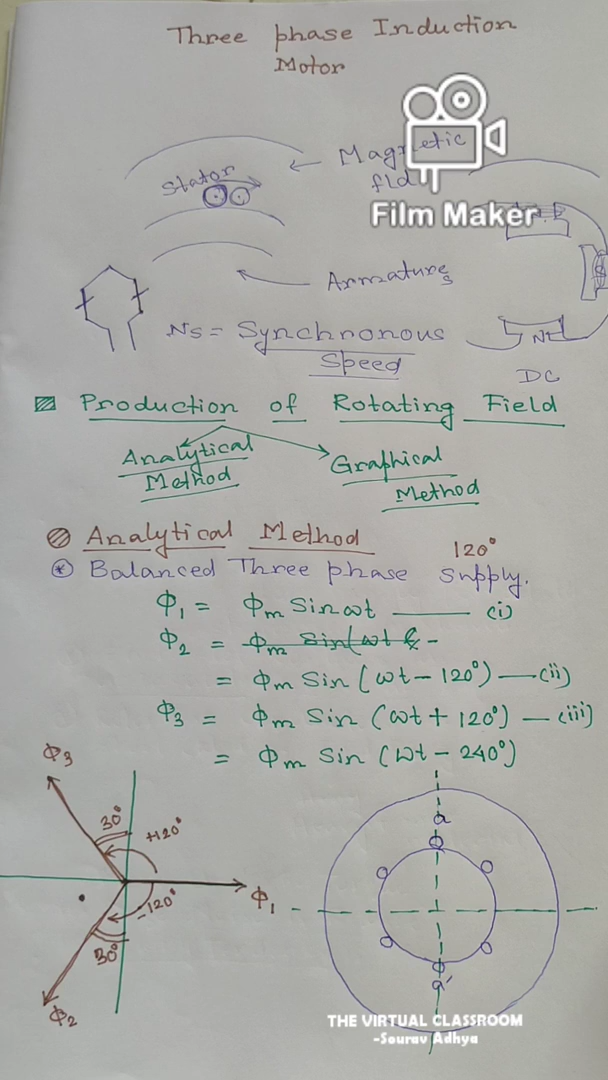 Three phase Induction
Motor
Magnetic
fld
Stator
Film Maker
Armatures
Ns = Synchronous
Speed
N
DC
Production of Rotating Field
Analytical
Method
Graphical
Method
Analytical Method
120°
Balanced Three phase Supply.
Φ₁ = Φm Sin ωt ——— (i)
Φ₂ = Φm Sin(ωt
= Φm Sin (ωt - 120°) —(ii)
Φ₃ = Φm Sin (ωt + 120°) —(iii)
= Φm Sin (ωt - 240°)
Φ₃
30°
+120°
Φ₁
-120°
30°
Φ₂
a
a'
THE VIRTUAL CLASSROOM
-Sourav Adhya